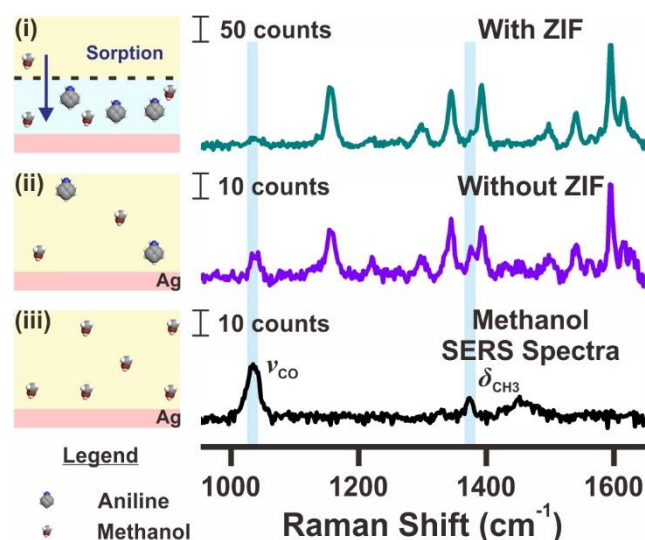 (i)
Sorption
50 counts
With ZIF
(ii)
Ag
10 counts
Without ZIF
(iii)
Ag
10 counts
Methanol
SERS Spectra
νCO
δCH3
Legend
Aniline
Methanol
1000 1200 1400 1600
Raman Shift (cm⁻¹)